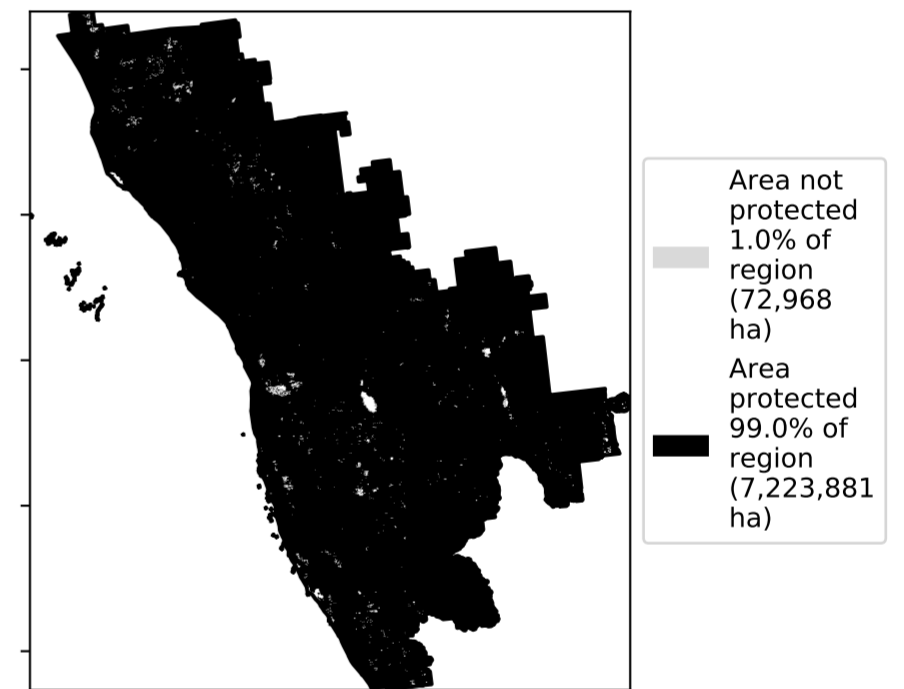 Area not
protected
1.0% of
region
(72,968
ha)
Area
protected
99.0% of
region
(7,223,881
ha)